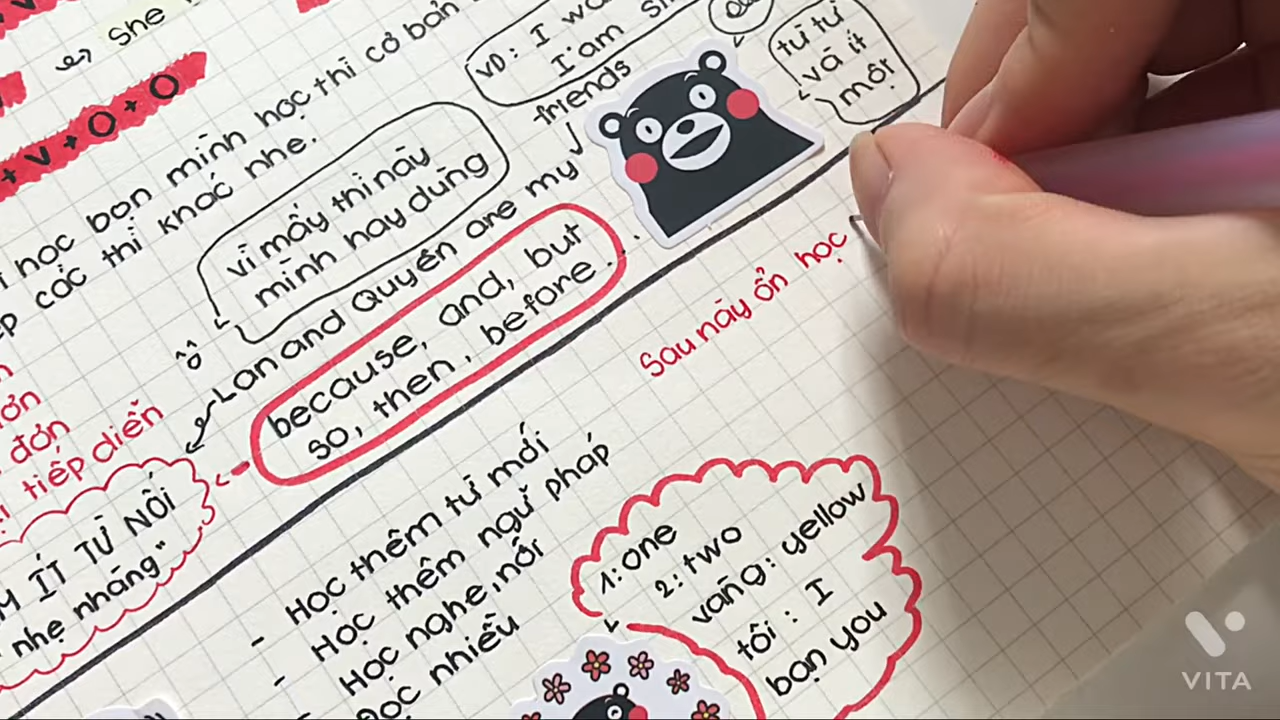 She
+ V + O + O
học bọn mình học thì cơ bản
các thì khác nhe.
VD: I
I am
từ từ
và ít
một
vì mấy thì này
mình hay dùng
ôô
Lan and Quyên are my friends
because, and, but
so, then, before...
đơn
tiếp diễn
ÍT TỪ NỐI
nhẹ nhàng"
Sau này ổn học
- Học thêm từ mới
- Học thêm ngữ pháp
Học nghe, nói
Đọc nhiều
1: one
2: two
vàng: yellow
tôi : I
bạn you
VITA